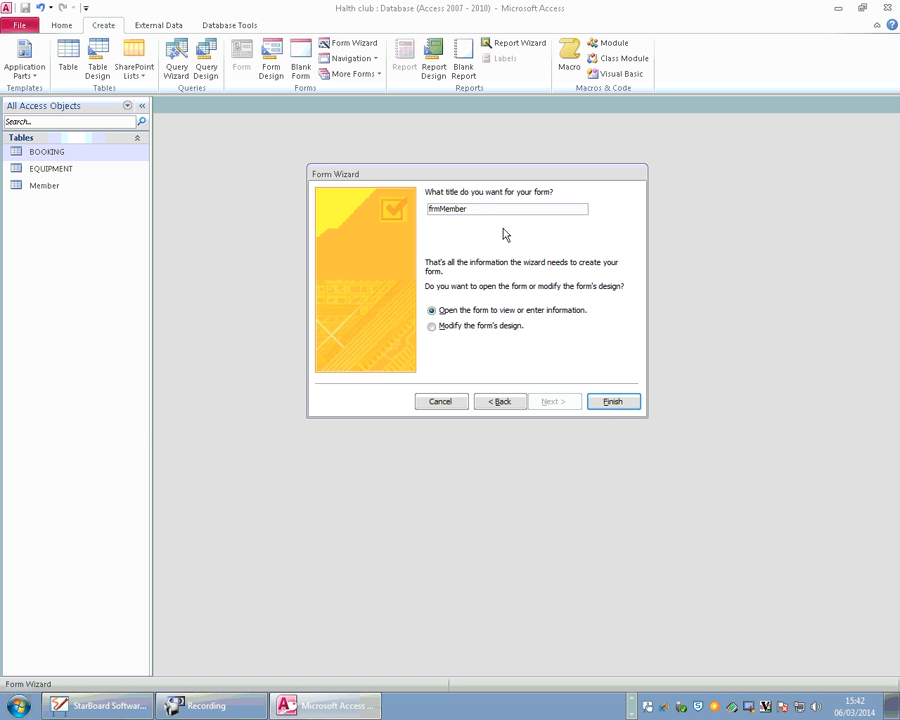 Halth club : Database (Access 2007 - 2010) - Microsoft Access
File Home Create External Data Database Tools
Application Parts
Table
Table Design
SharePoint Lists
Query Wizard
Query Design
Form
Form Design
Blank Form
Form Wizard
Navigation
More Forms
Report
Report Design
Blank Report
Report Wizard
Labels
Macro
Module
Class Module
Visual Basic
Templates Tables Queries Forms Reports Macros & Code
All Access Objects
Search...
Tables
BOOKING
EQUIPMENT
Member
Form Wizard
What title do you want for your form?
frmMember
That's all the information the wizard needs to create your
form.
Do you want to open the form or modify the form's design?
Open the form to view or enter information.
Modify the form's design.
Cancel < Back Next > Finish
Form Wizard
StarBoard Softwar... Recording Microsoft Access ...
15:42
06/03/2014